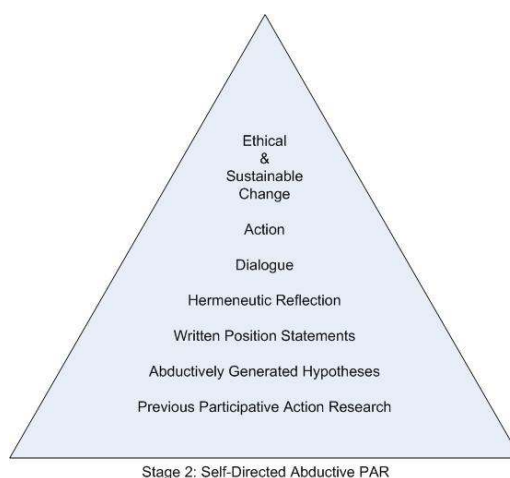 Ethical
&
Sustainable
Change
Action
Dialogue
Hermeneutic Reflection
Written Position Statements
Abductively Generated Hypotheses
Previous Participative Action Research
Stage 2: Self-Directed Abductive PAR